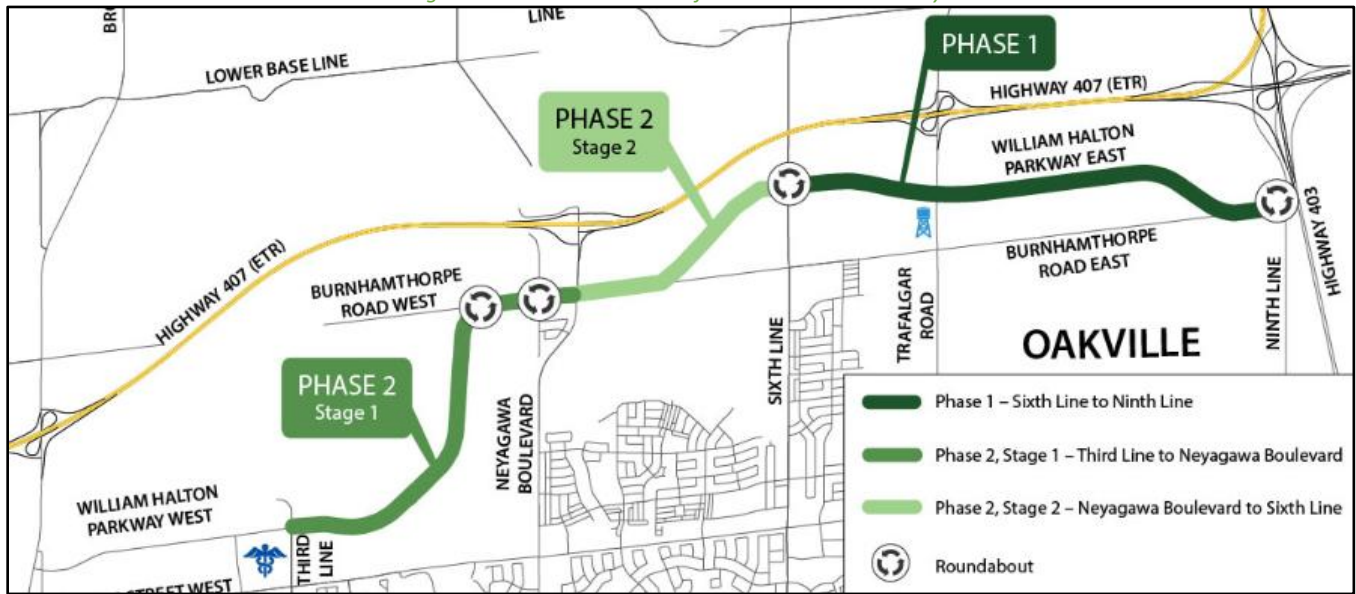 LINE
LOWER BASE LINE
PHASE 1
HIGHWAY 407 (ETR)
PHASE 2
Stage 2
WILLIAM HALTON
PARKWAY EAST
HIGHWAY 403
BURNHAMTHORPE
ROAD EAST
HIGHWAY 407 (ETR)
BURNHAMTHORPE
ROAD WEST
SIXTH LINE
TRAFALGAR
ROAD
NINTH LINE
OAKVILLE
PHASE 2
Stage 1
NEYAGAWA
BOULEVARD
WILLIAM HALTON
PARKWAY WEST
THIRD
LINE
STREET WEST
Phase 1 – Sixth Line to Ninth Line
Phase 2, Stage 1 – Third Line to Neyagawa Boulevard
Phase 2, Stage 2 – Neyagawa Boulevard to Sixth Line
Roundabout